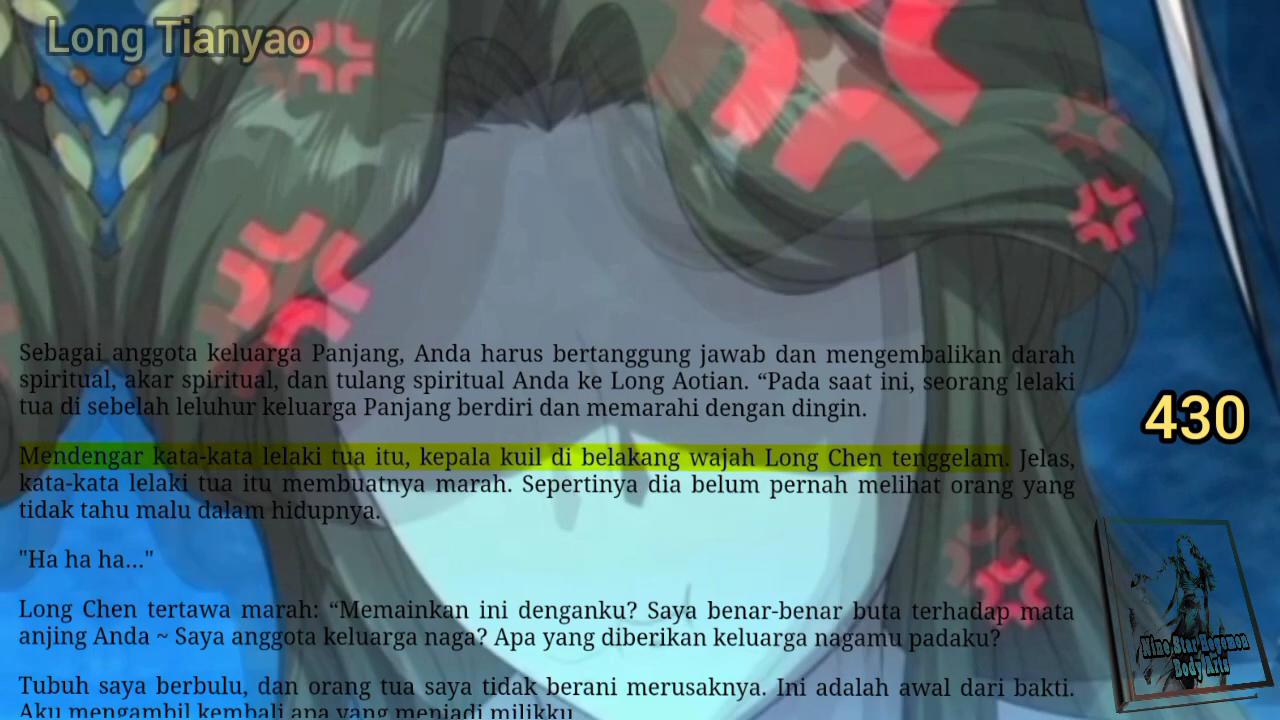 Long Tianyao
Sebagai anggota keluarga Panjang, Anda harus bertanggung jawab dan mengembalikan darah
spiritual, akar spiritual, dan tulang spiritual Anda ke Long Aotian. “Pada saat ini, seorang lelaki
tua di sebelah leluhur keluarga Panjang berdiri dan memarahi dengan dingin.
430
Mendengar kata-kata lelaki tua itu, kepala kuil di belakang wajah Long Chen tenggelam. Jelas,
kata-kata lelaki tua itu membuatnya marah. Sepertinya dia belum pernah melihat orang yang
tidak tahu malu dalam hidupnya.
"Ha ha ha..."
Long Chen tertawa marah: “Memainkan ini denganku? Saya benar-benar buta terhadap mata
anjing Anda ~ Saya anggota keluarga naga? Apa yang diberikan keluarga nagamu padaku?
Nine Star Hegemon
Body Arts
Tubuh saya berbulu, dan orang tua saya tidak berani merusaknya. Ini adalah awal dari bakti.
Aku mengambil kembali apa yang menjadi milikku